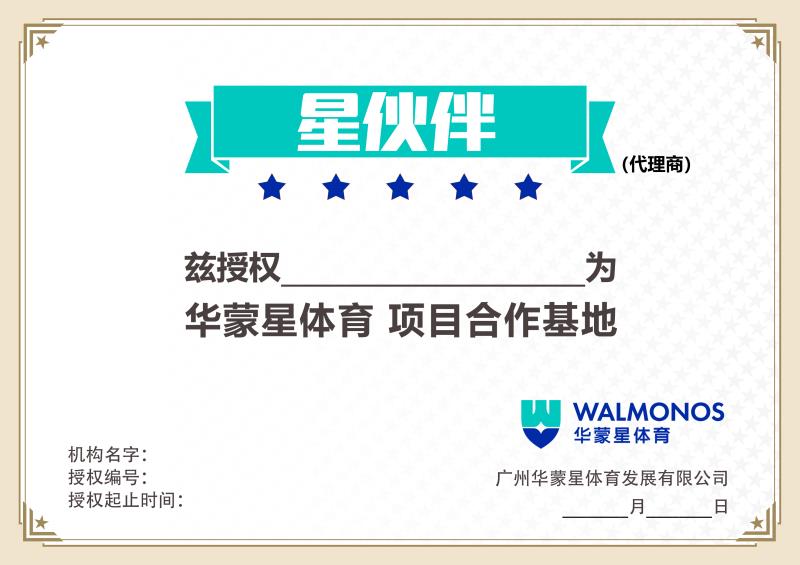 星伙伴
（代理商）
兹授权__________________为
华蒙星体育 项目合作基地
WALMONOS
华蒙星体育
机构名字：
授权编号：
授权起止时间：
广州华蒙星体育发展有限公司
_______月_______日